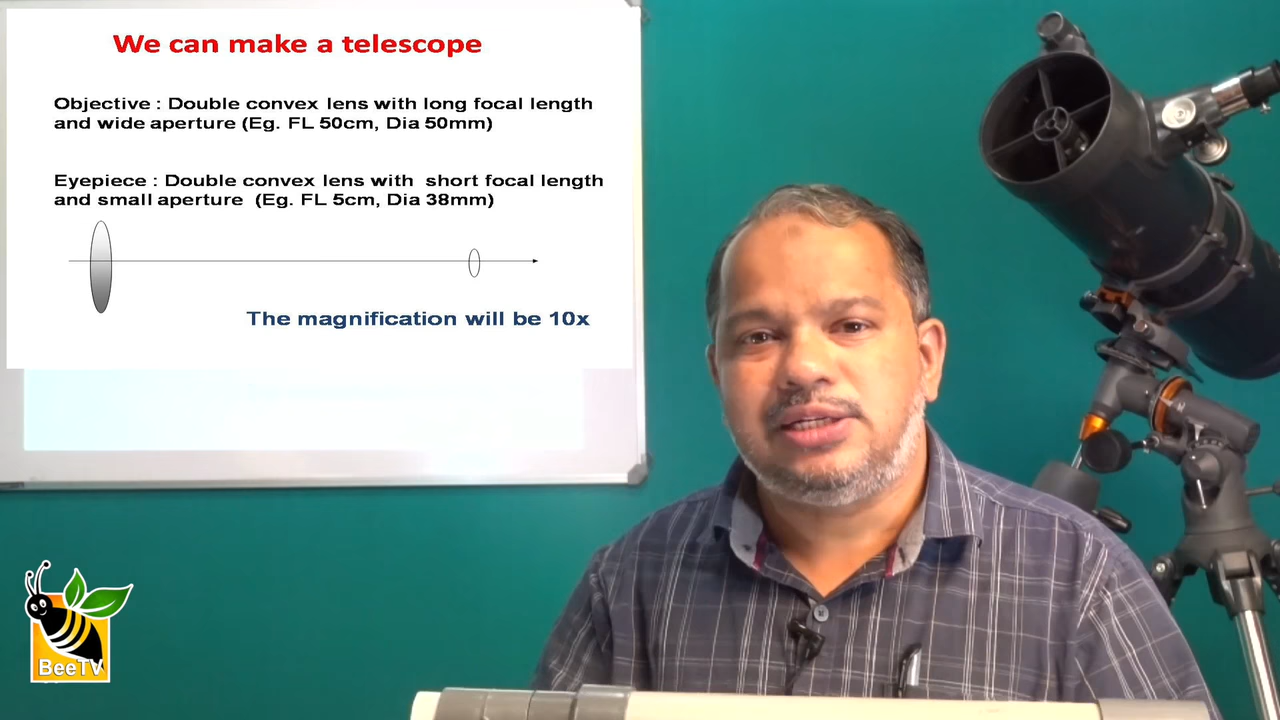 We can make a telescope
Objective : Double convex lens with long focal length
and wide aperture (Eg. FL 50cm, Dia 50mm)
Eyepiece : Double convex lens with short focal length
and small aperture (Eg. FL 5cm, Dia 38mm)
The magnification will be 10x
BeeTV